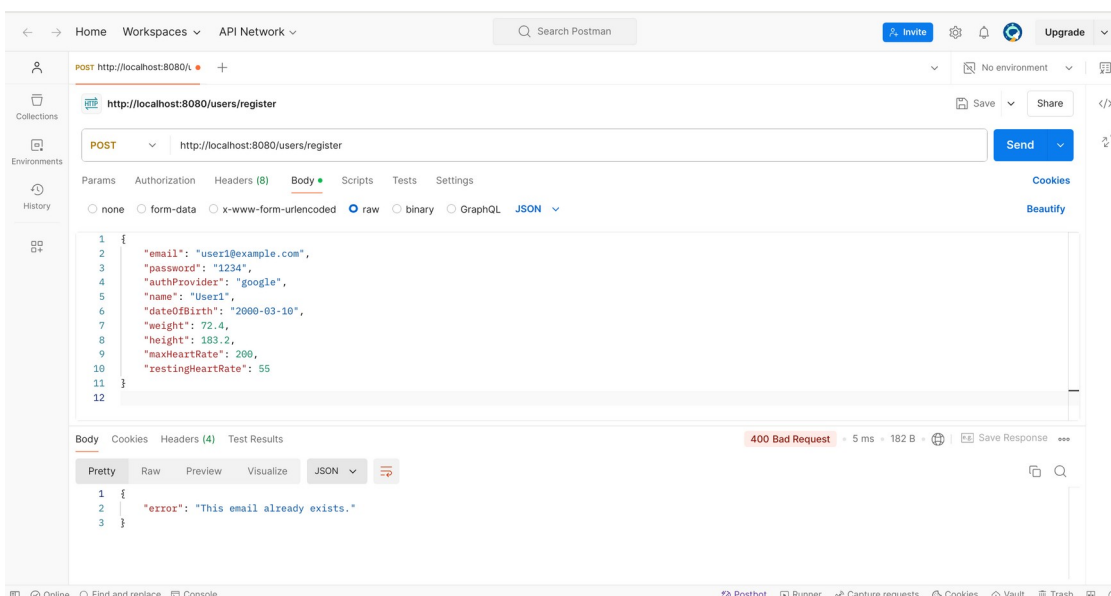 ← → Home Workspaces API Network Search Postman Invite Upgrade
POST http://localhost:8080/u + No environment
HTTP http://localhost:8080/users/register Save Share
Collections
POST http://localhost:8080/users/register Send
Environments
Params Authorization Headers (8) Body Scripts Tests Settings Cookies
History
none form-data x-www-form-urlencoded raw binary GraphQL JSON Beautify
1 {
2 "email": "user1@example.com",
3 "password": "1234",
4 "authProvider": "google",
5 "name": "User1",
6 "dateOfBirth": "2000-03-10",
7 "weight": 72.4,
8 "height": 183.2,
9 "maxHeartRate": 200,
10 "restingHeartRate": 55
11 }
12
Body Cookies Headers (4) Test Results 400 Bad Request 5 ms 182 B Save Response
Pretty Raw Preview Visualize JSON
1 {
2 "error": "This email already exists."
3 }
Online Find and replace Console Postbot Runner Capture requests Cookies Vault Trash